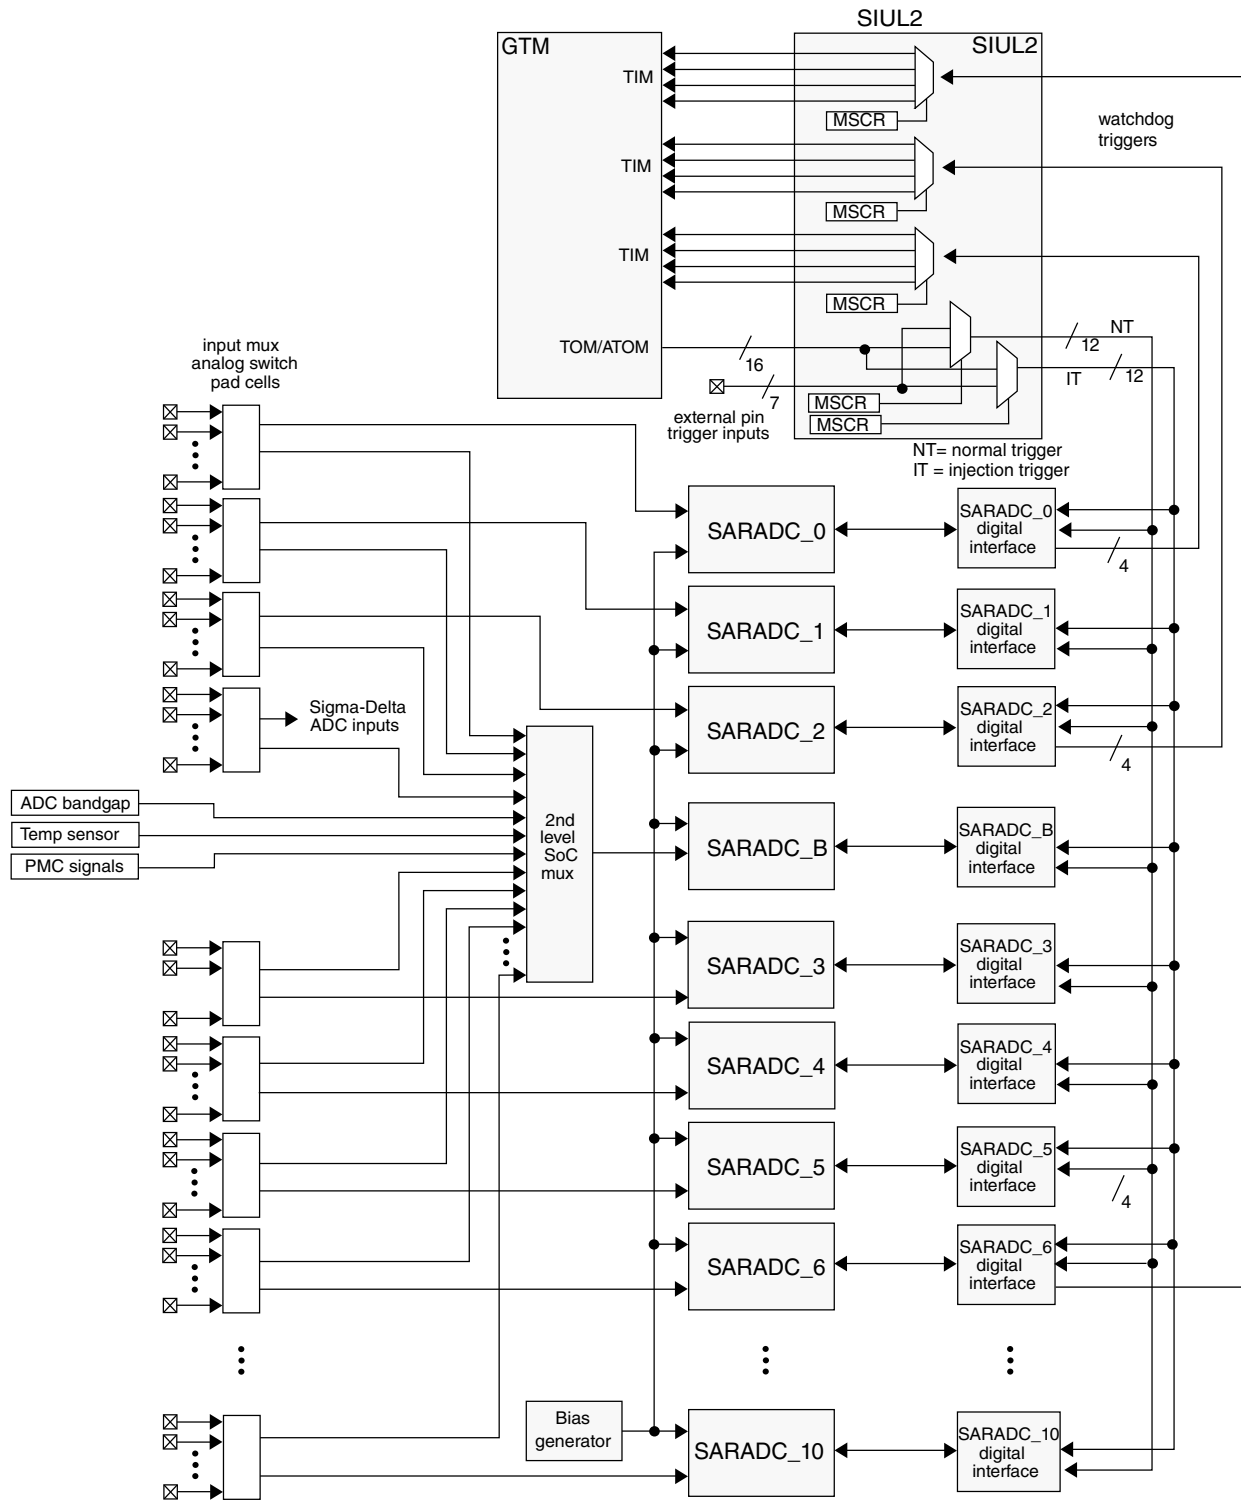 SIUL2
GTM
SIUL2
TIM
MSCR
watchdog
triggers
TIM
MSCR
TIM
MSCR
input mux
analog switch
pad cells
TOM/ATOM
16
NT
12
IT
12
7
external pin
trigger inputs
MSCR
MSCR
NT= normal trigger
IT = injection trigger
SARADC_0
SARADC_0
digital
interface
4
SARADC_1
SARADC_1
digital
interface
Sigma-Delta
ADC inputs
SARADC_2
SARADC_2
digital
interface
4
ADC bandgap
Temp sensor
PMC signals
2nd
level
SoC
mux
SARADC_B
SARADC_B
digital
interface
SARADC_3
SARADC_3
digital
interface
SARADC_4
SARADC_4
digital
interface
SARADC_5
SARADC_5
digital
interface
4
SARADC_6
SARADC_6
digital
interface
Bias
generator
SARADC_10
SARADC_10
digital
interface